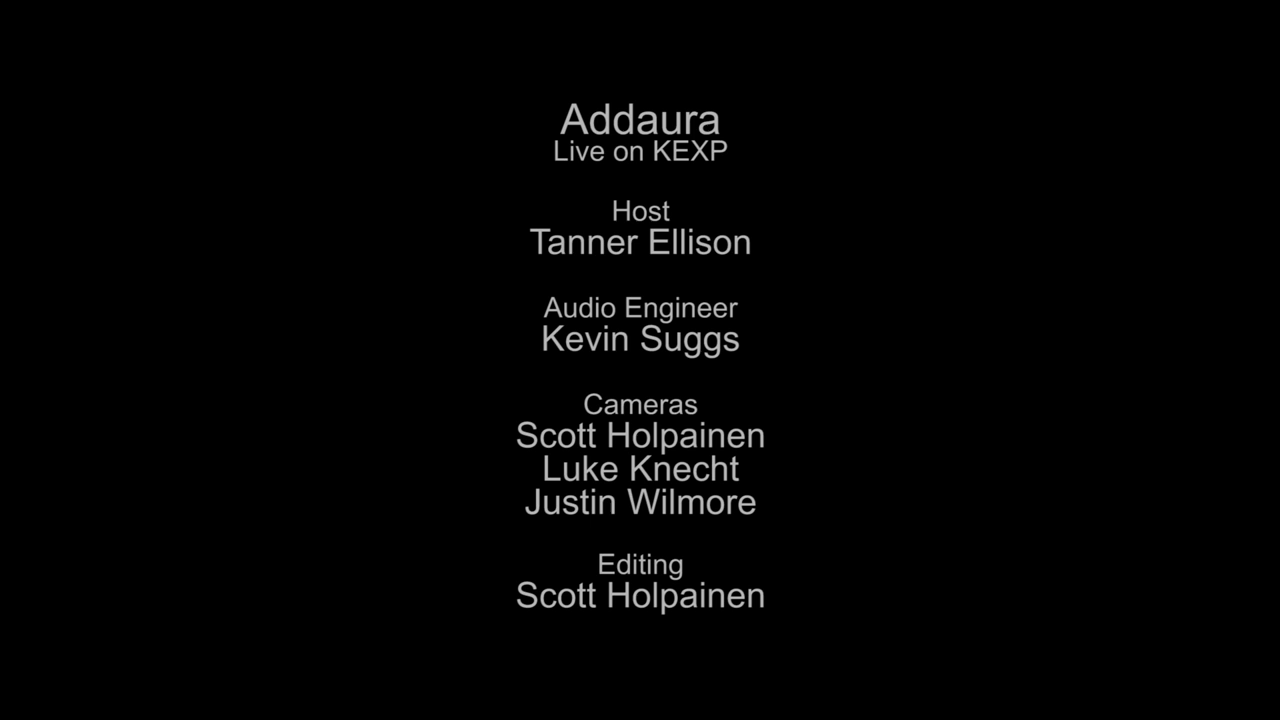 Addaura
Live on KEXP
Host
Tanner Ellison
Audio Engineer
Kevin Suggs
Cameras
Scott Holpainen
Luke Knecht
Justin Wilmore
Editing
Scott Holpainen